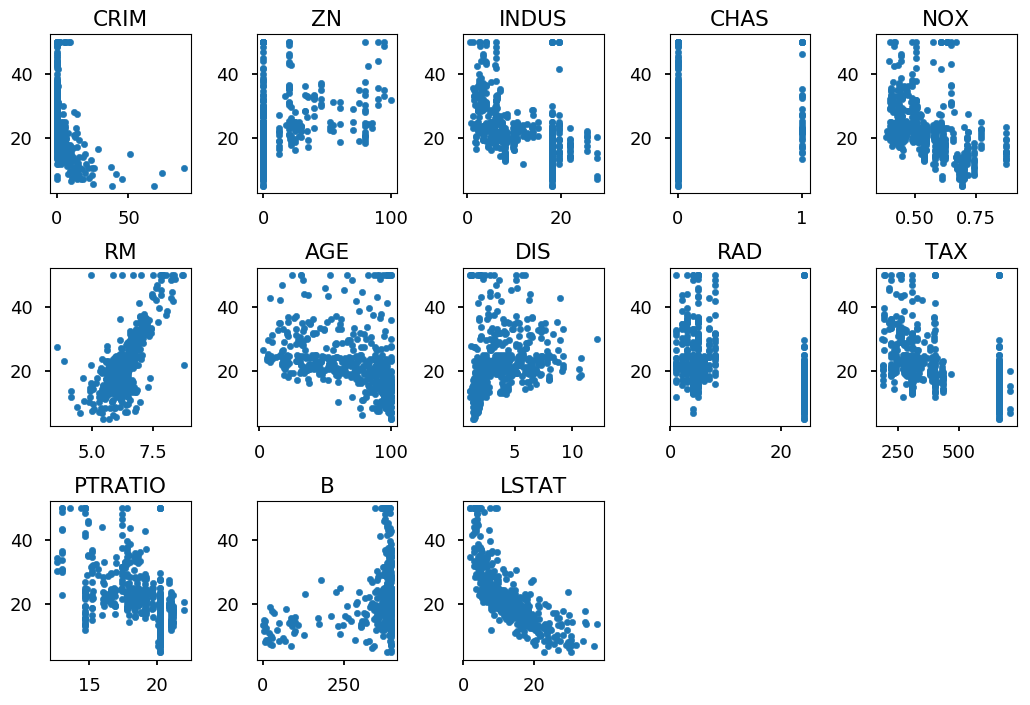 CRIM ZN INDUS CHAS NOX
40 40 40 40 40
20 20 20 20 20
0 50 0 100 0 20 0 1 0.50 0.75
RM AGE DIS RAD TAX
40 40 40 40 40
20 20 20 20 20
5.0 7.5 0 100 5 10 0 20 250 500
PTRATIO B LSTAT
40 40 40
20 20 20
15 20 0 250 0 20